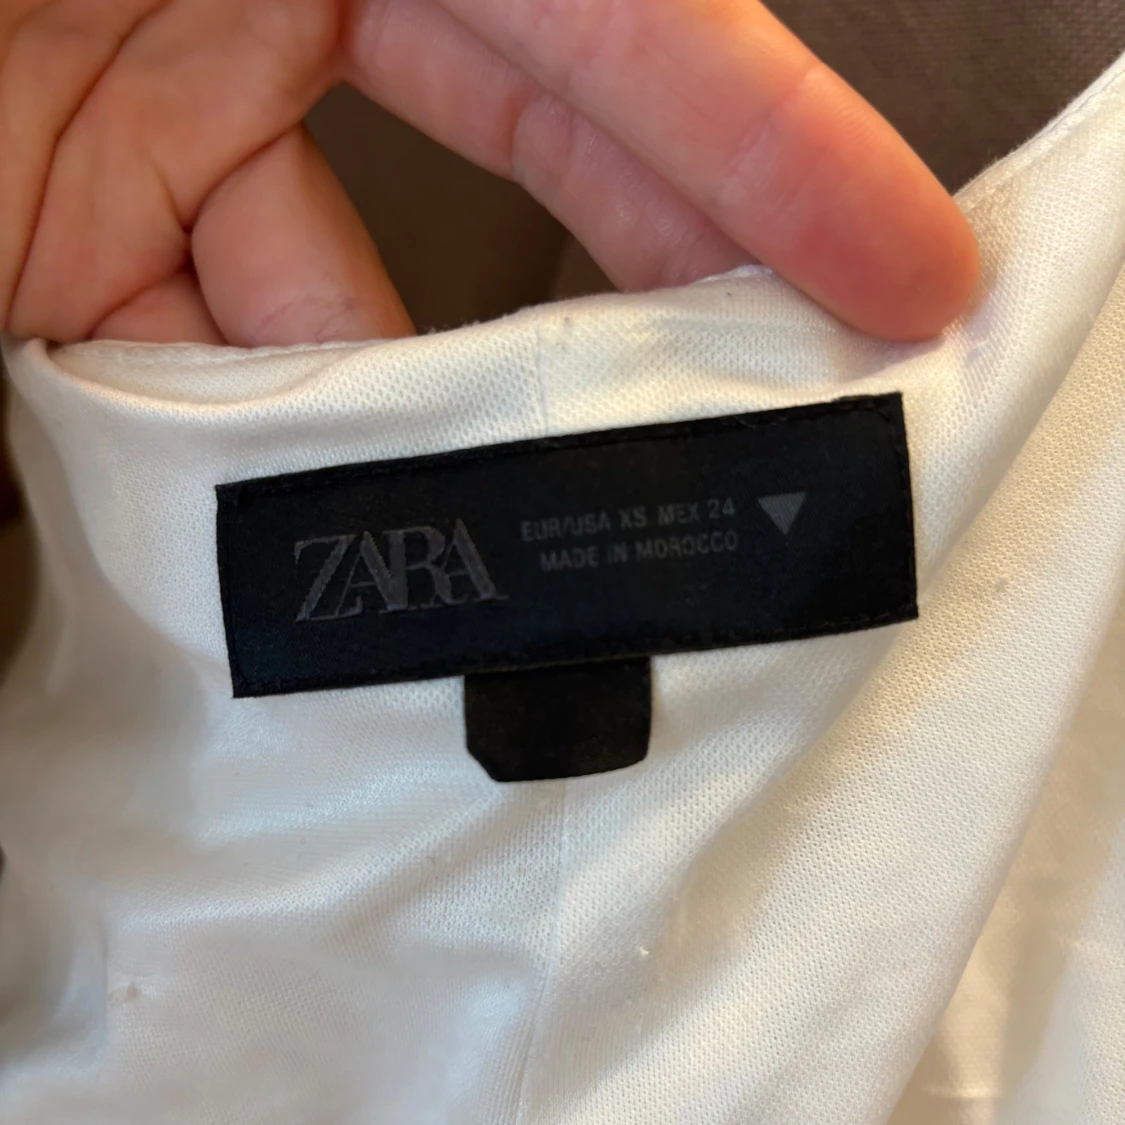 ZARA
EUR/USA XS MEX 24
MADE IN MOROCCO